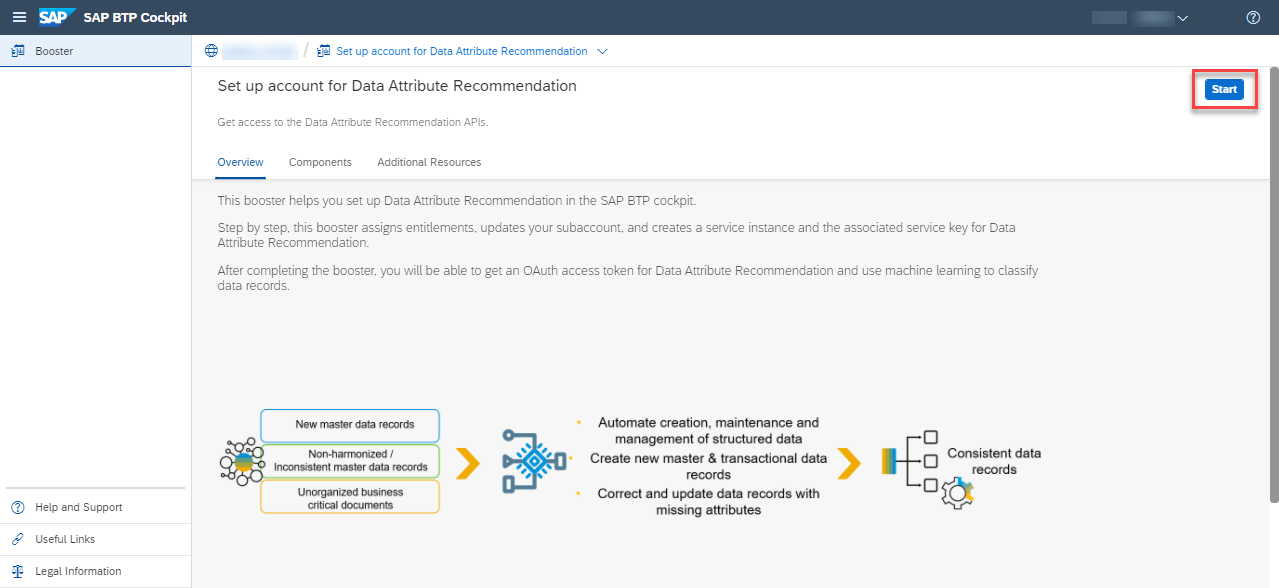 SAP SAP BTP Cockpit
Booster
Set up account for Data Attribute Recommendation
Set up account for Data Attribute Recommendation
Start
Get access to the Data Attribute Recommendation APIs.
Overview Components Additional Resources
This booster helps you set up Data Attribute Recommendation in the SAP BTP cockpit.
Step by step, this booster assigns entitlements, updates your subaccount, and creates a service instance and the associated service key for Data
Attribute Recommendation.
After completing the booster, you will be able to get an OAuth access token for Data Attribute Recommendation and use machine learning to classify
data records.
New master data records
Non-harmonized /
Inconsistent master data records
Unorganized business
critical documents
• Automate creation, maintenance and
management of structured data
• Create new master & transactional data
records
• Correct and update data records with
missing attributes
Consistent data
records
Help and Support
Useful Links
Legal Information